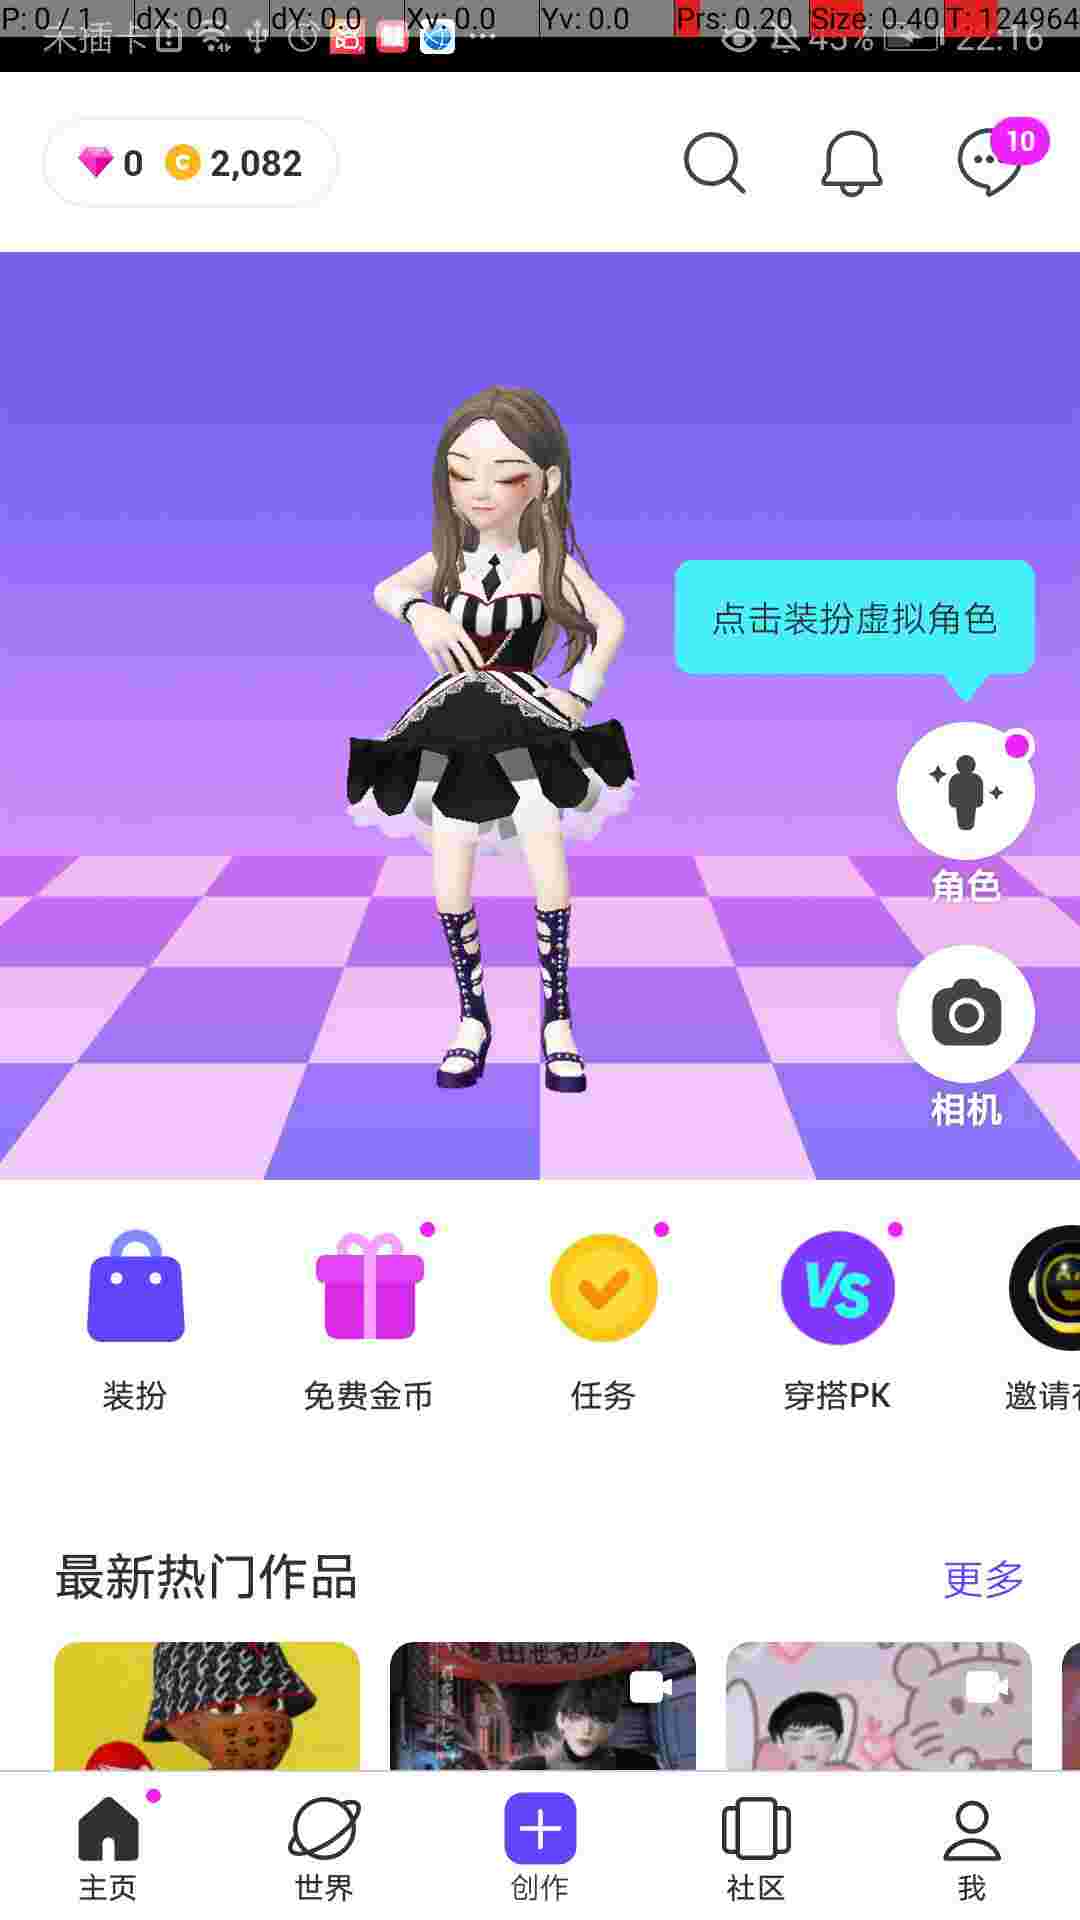 P: 0 / 1 dX: 0.0 dY: 0.0 Xv: 0.0 Yv: 0.0 Prs: 0.20 Size: 0.40 T: 124964
未插卡 45% 22:16
0 2,082 10
点击装扮虚拟角色
角色
相机
VS
装扮 免费金币 任务 穿搭PK 邀请
最新热门作品 更多
主页 世界 创作 社区 我